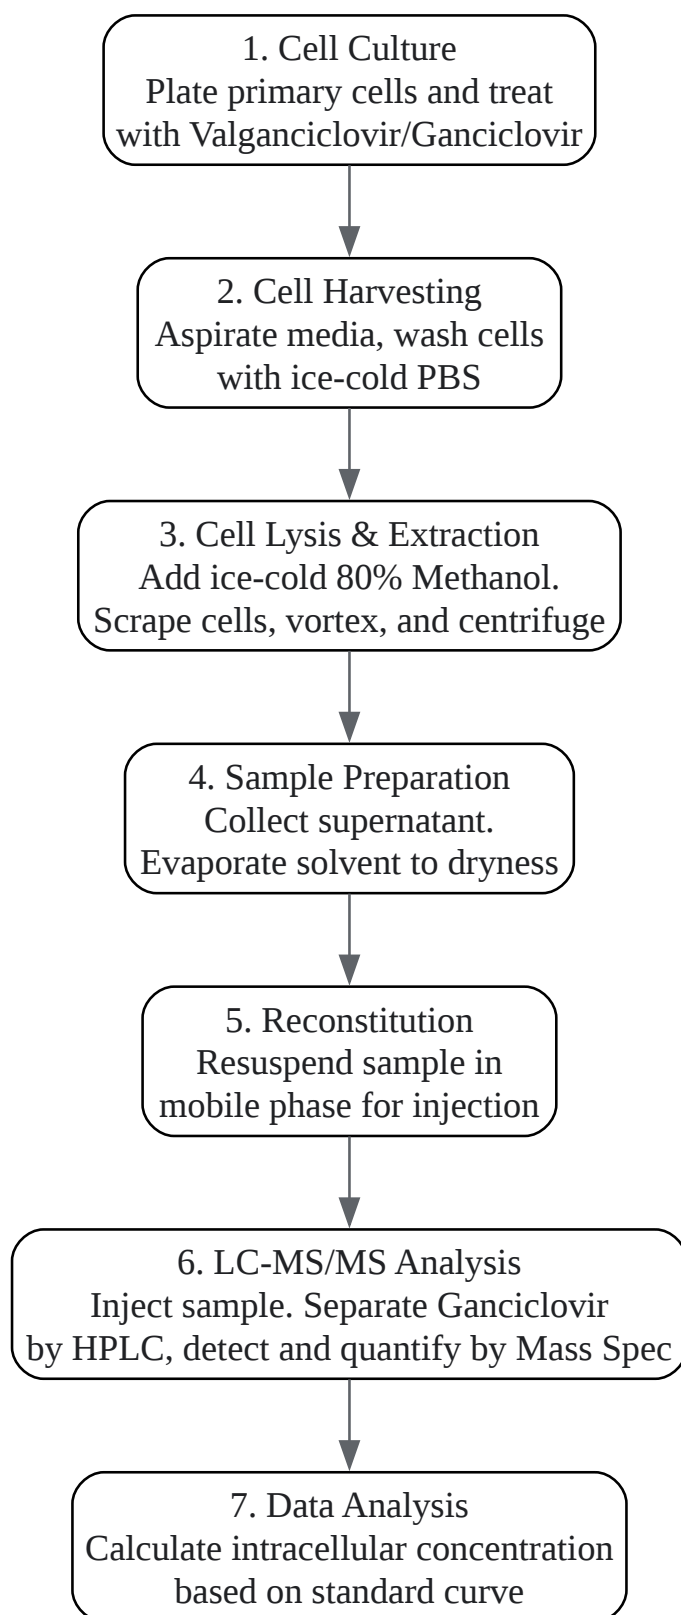 1. Cell Culture
Plate primary cells and treat
with Valganciclovir/Ganciclovir
2. Cell Harvesting
Aspirate media, wash cells
with ice-cold PBS
3. Cell Lysis & Extraction
Add ice-cold 80% Methanol.
Scrape cells, vortex, and centrifuge
4. Sample Preparation
Collect supernatant.
Evaporate solvent to dryness
5. Reconstitution
Resuspend sample in
mobile phase for injection
6. LC-MS/MS Analysis
Inject sample. Separate Ganciclovir
by HPLC, detect and quantify by Mass Spec
7. Data Analysis
Calculate intracellular concentration
based on standard curve